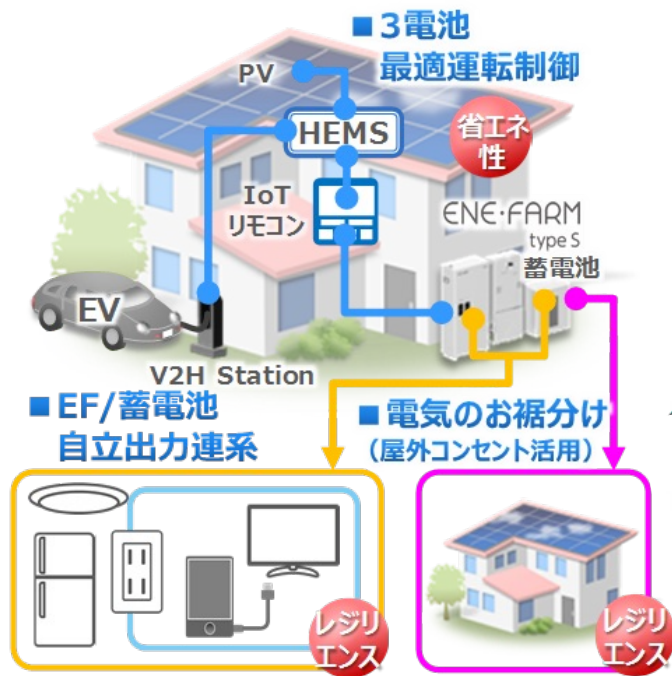 ■3電池
最適運転制御
PV
HEMS
省エネ
性
IoT
リモコン
ENE・FARM
type S
蓄電池
EV
V2H Station
■EF/蓄電池
自立出力連系
■電気のお裾分け
(屋外コンセント活用)
レジリ
エンス
レジリ
エンス